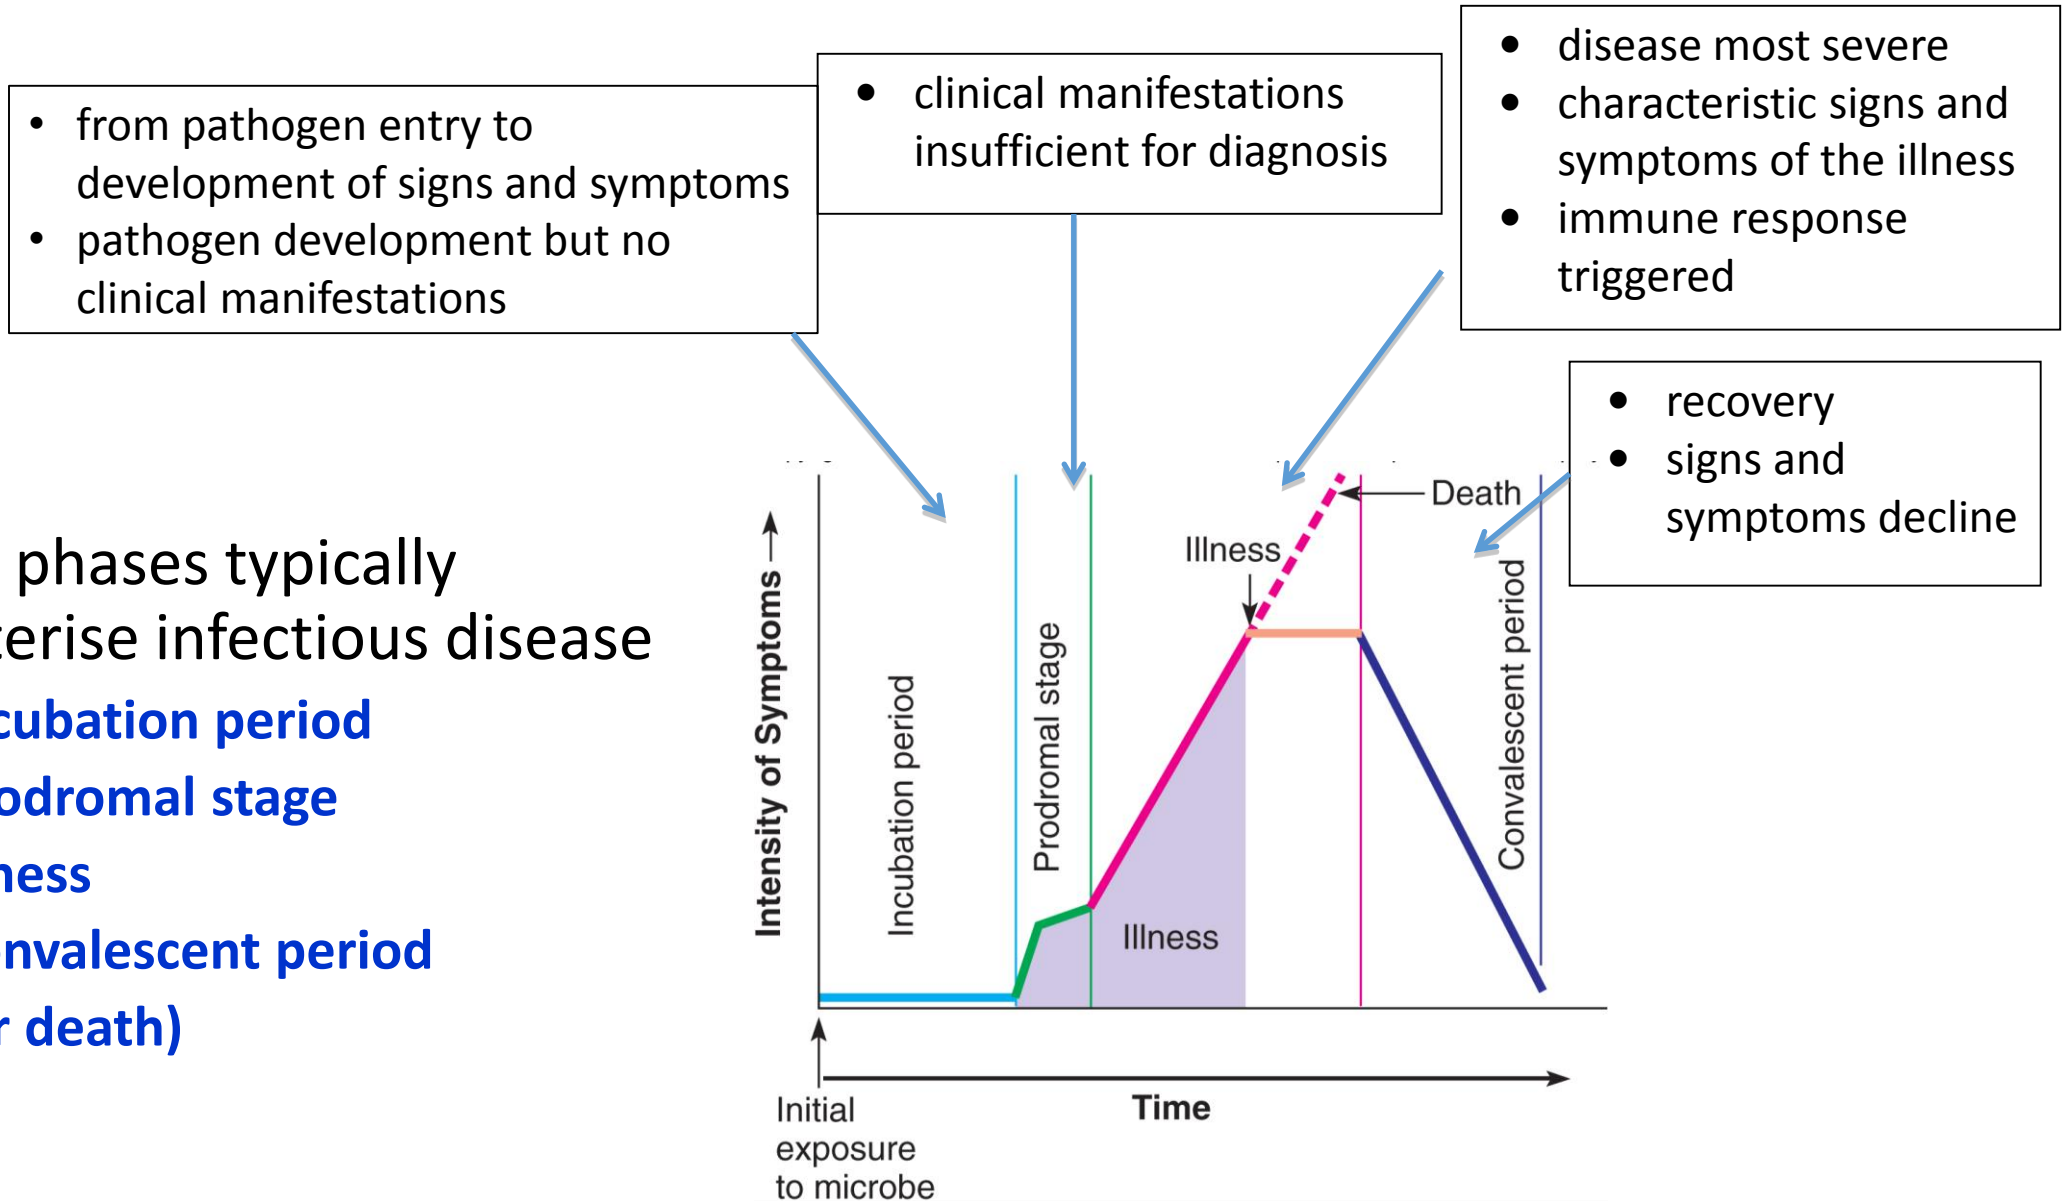 • from pathogen entry to
development of signs and symptoms
• pathogen development but no
clinical manifestations
• clinical manifestations
insufficient for diagnosis
• disease most severe
• characteristic signs and
symptoms of the illness
• immune response
triggered
• recovery
• signs and
symptoms decline
phases typically
terise infectious disease
cubation period
odromal stage
ness
nvalescent period
r death)
Intensity of Symptoms
Incubation period
Prodromal stage
Illness
Illness
Death
Convalescent period
Time
Initial
exposure
to microbe